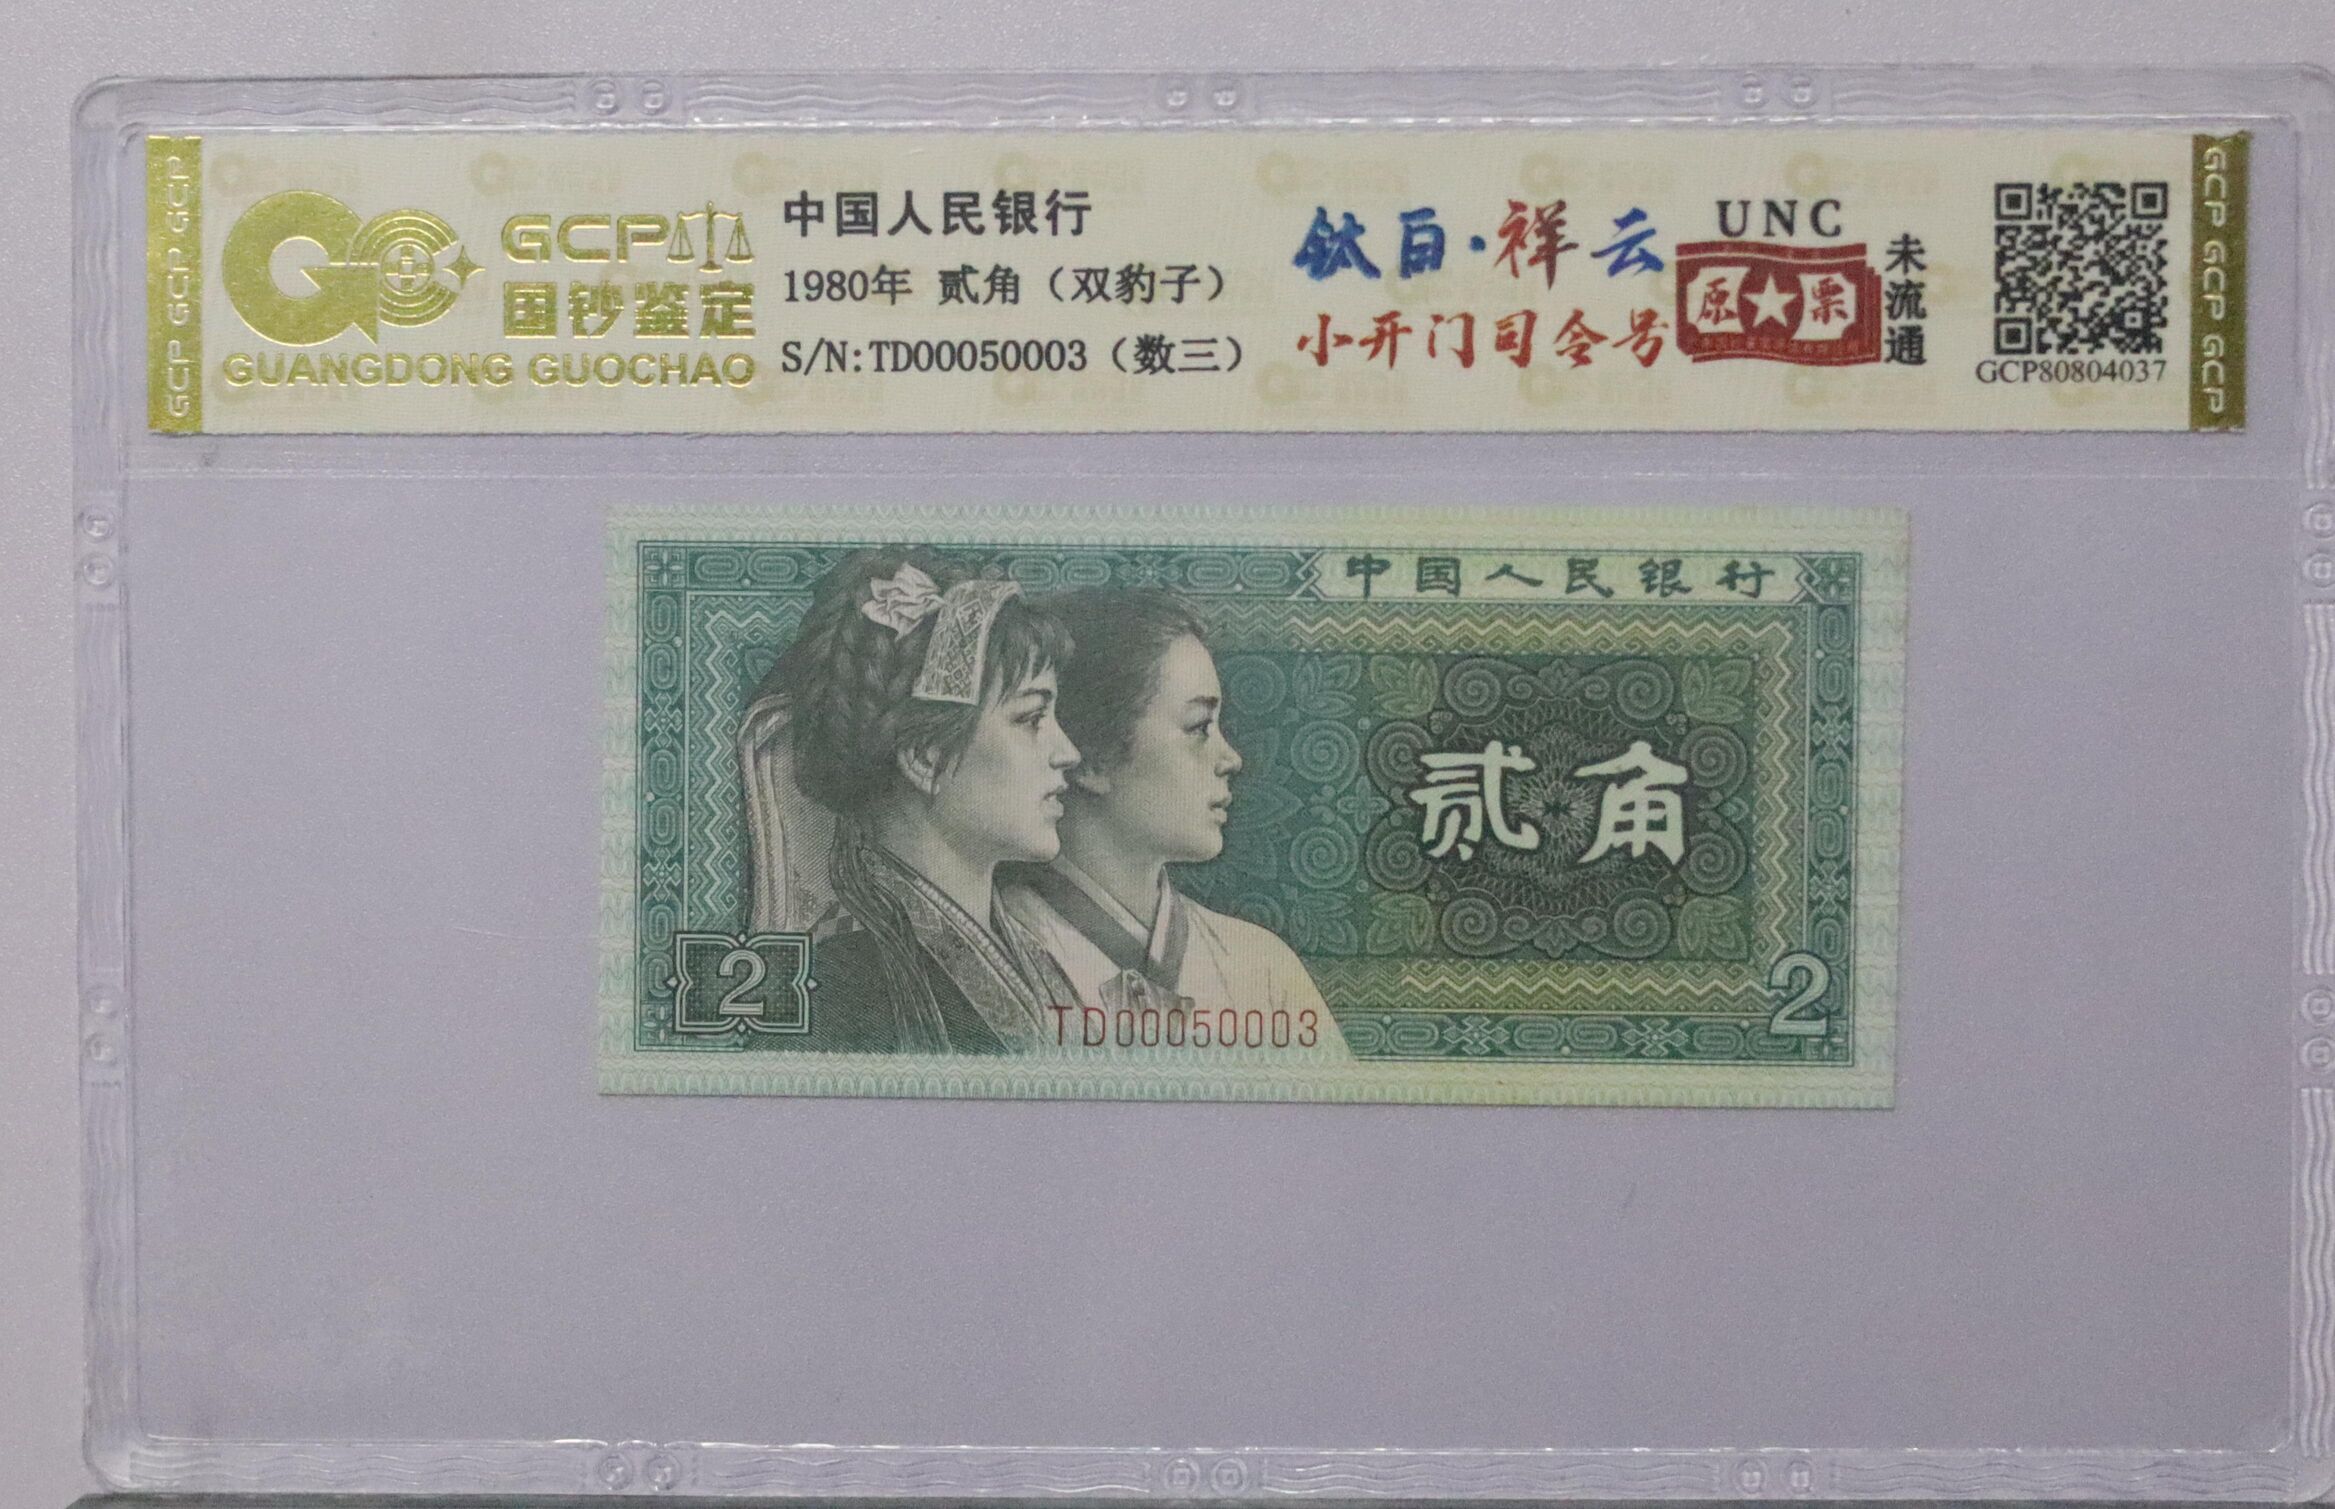 GCP GCP GCP
GCP
国钞鉴定
GUANGDONG GUOCHAO
中国人民银行
1980年 贰角（双豹子）
S/N:TD00050003（数三）
钛白·祥云
小开门司令号
UNC
原★票
未流通
GCP80804037
GCP GCP GCP
中国人民银行
贰角
2
2
TD00050003